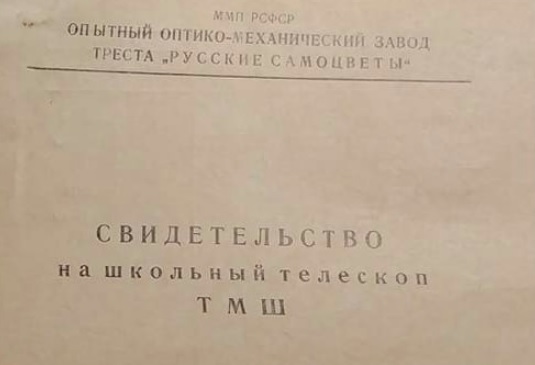 ММП РСФСР
ОПЫТНЫЙ ОПТИКО-МЕХАНИЧЕСКИЙ ЗАВОД
ТРЕСТА „РУССКИЕ САМОЦВЕТЫ“
СВИДЕТЕЛЬСТВО
на школьный телескоп
ТМШ